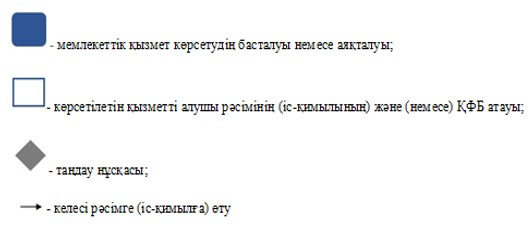 - мемлекеттік қызмет көрсетудің басталуы немесе аяқталуы;
- көрсетілетін қызметті алушы рәсімінің (іс-қимылының) және (немесе) ҚФБ атауы;
- таңдау нұсқасы;
- келесі рәсімге (іс-қимылға) өту